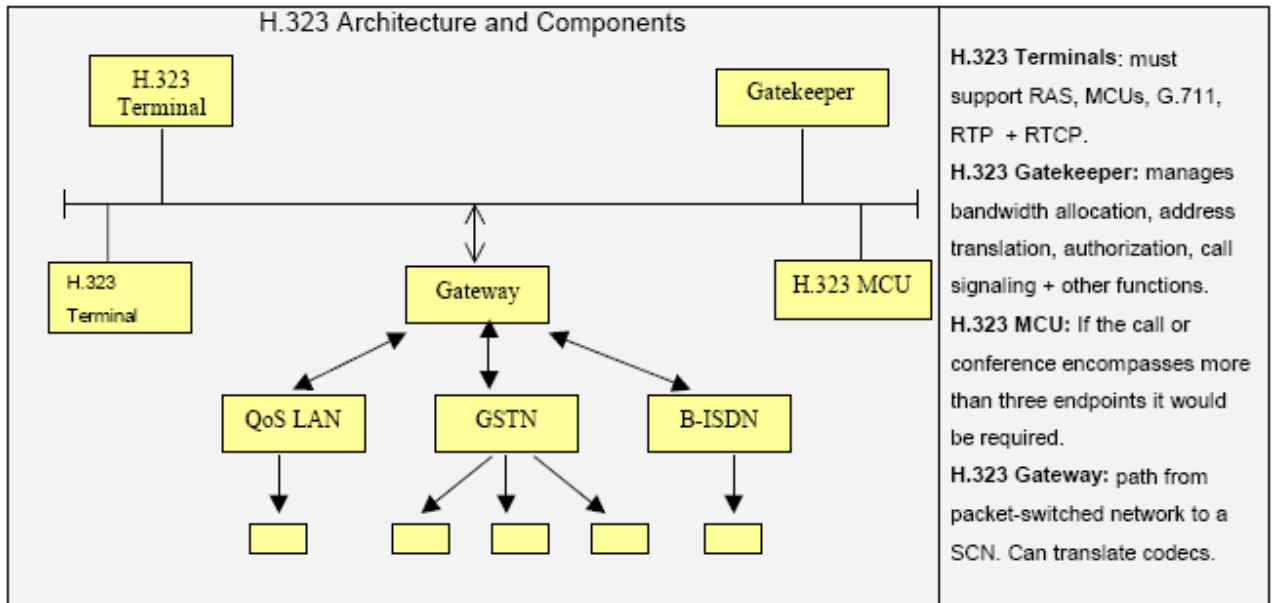 H.323 Architecture and Components
H.323
Terminal
Gatekeeper
H.323
Terminal
Gateway
H.323 MCU
QoS LAN
GSTN
B-ISDN
H.323 Terminals: must
support RAS, MCUs, G.711,
RTP + RTCP.
H.323 Gatekeeper: manages
bandwidth allocation, address
translation, authorization, call
signaling + other functions.
H.323 MCU: If the call or
conference encompasses more
than three endpoints it would
be required.
H.323 Gateway: path from
packet-switched network to a
SCN. Can translate codecs.